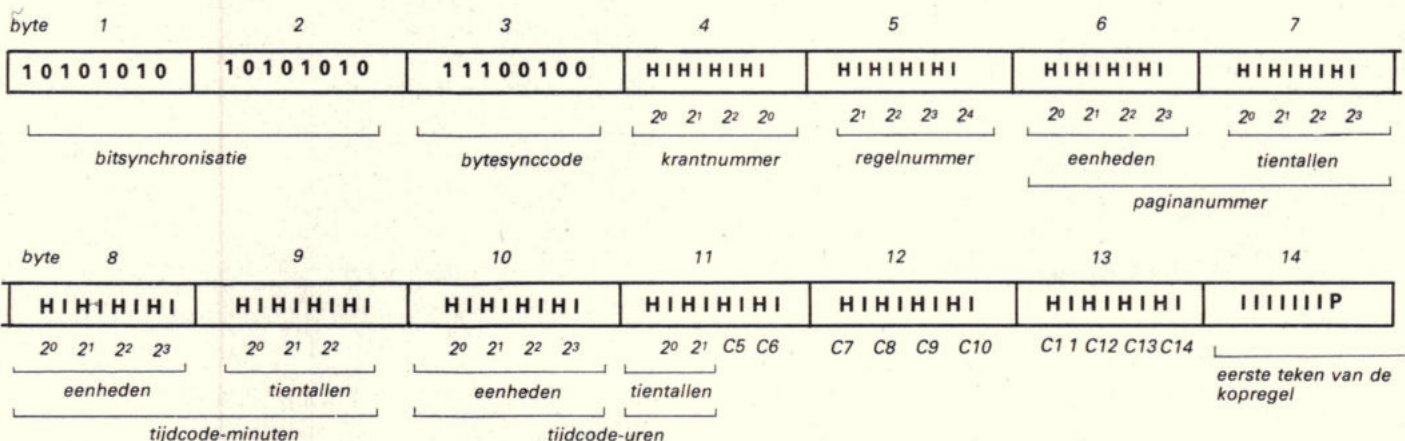 byte 1 2 3 4 5 6 7
10101010 10101010 11100100 HIHIHIHI HIHIHIHI HIHIHIHI HIHIHIHI
2⁰ 2¹ 2² 2⁰ 2¹ 2² 2³ 2⁴ 2⁰ 2¹ 2² 2³ 2⁰ 2¹ 2² 2³
bitsynchronisatie bytesynccode krantnummer regelnummer eenheden tientallen
paginanummer
byte 8 9 10 11 12 13 14
HIHIHIHI HIHIHIHI HIHIHIHI HIHIHIHI HIHIHIHI HIHIHIHI IIIIIIIP
2⁰ 2¹ 2² 2³ 2⁰ 2¹ 2² 2⁰ 2¹ 2² 2³ 2⁰ 2¹ C5 C6 C7 C8 C9 C10 C11 C12 C13 C14
eenheden tientallen eenheden tientallen eerste teken van de
kopregel
tijdcode-minuten tijdcode-uren